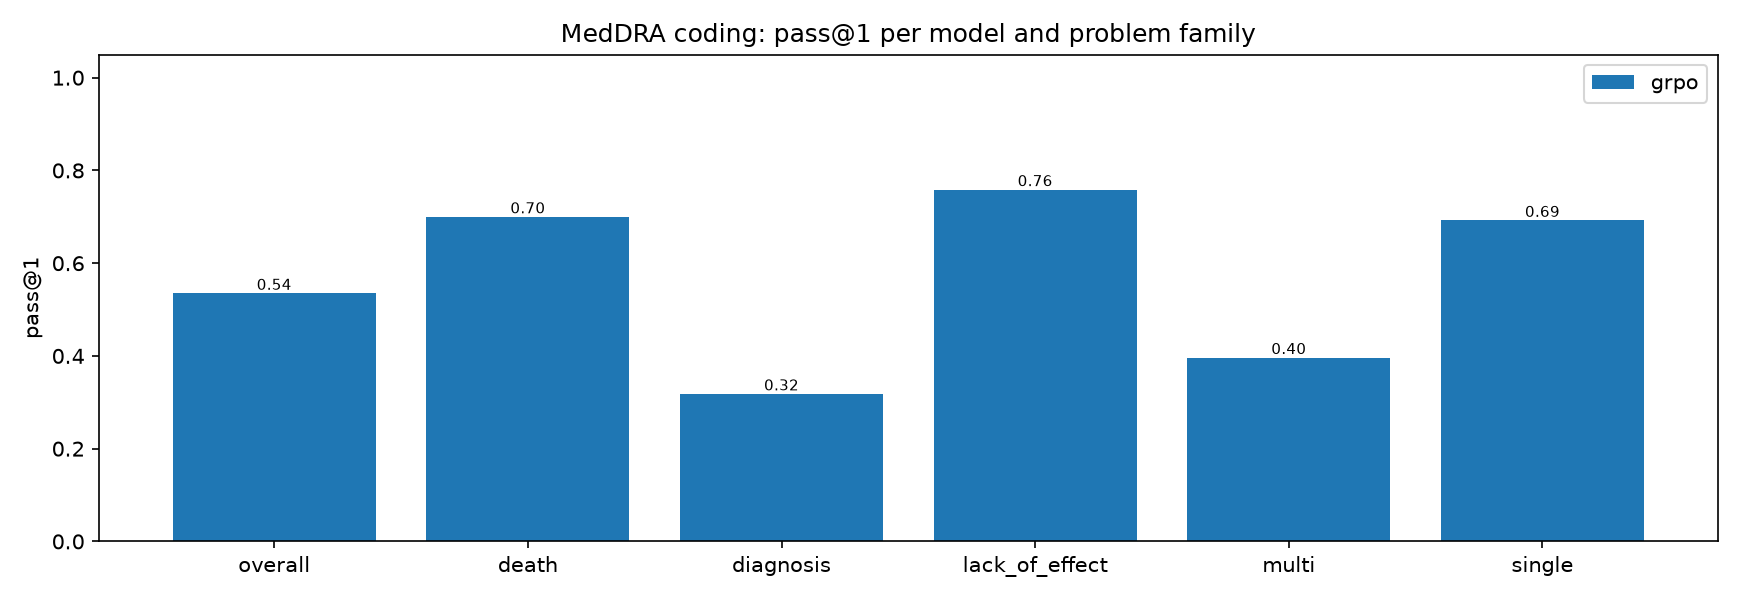 MedDRA coding: pass@1 per model and problem family
grpo
pass@1
1.0
0.8
0.6
0.4
0.2
0.0
0.54
0.70
0.32
0.76
0.40
0.69
overall
death
diagnosis
lack_of_effect
multi
single